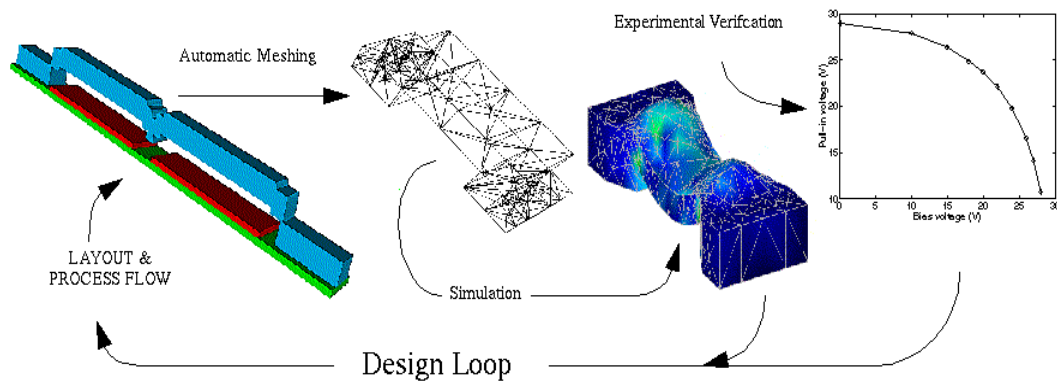 Automatic Meshing
Experimental Verifcation
LAYOUT &
PROCESS FLOW
Simulation
Design Loop
Pull-in voltage (V)
30
25
20
15
10
0
5
10
15
20
25
30
Bias voltage (V)